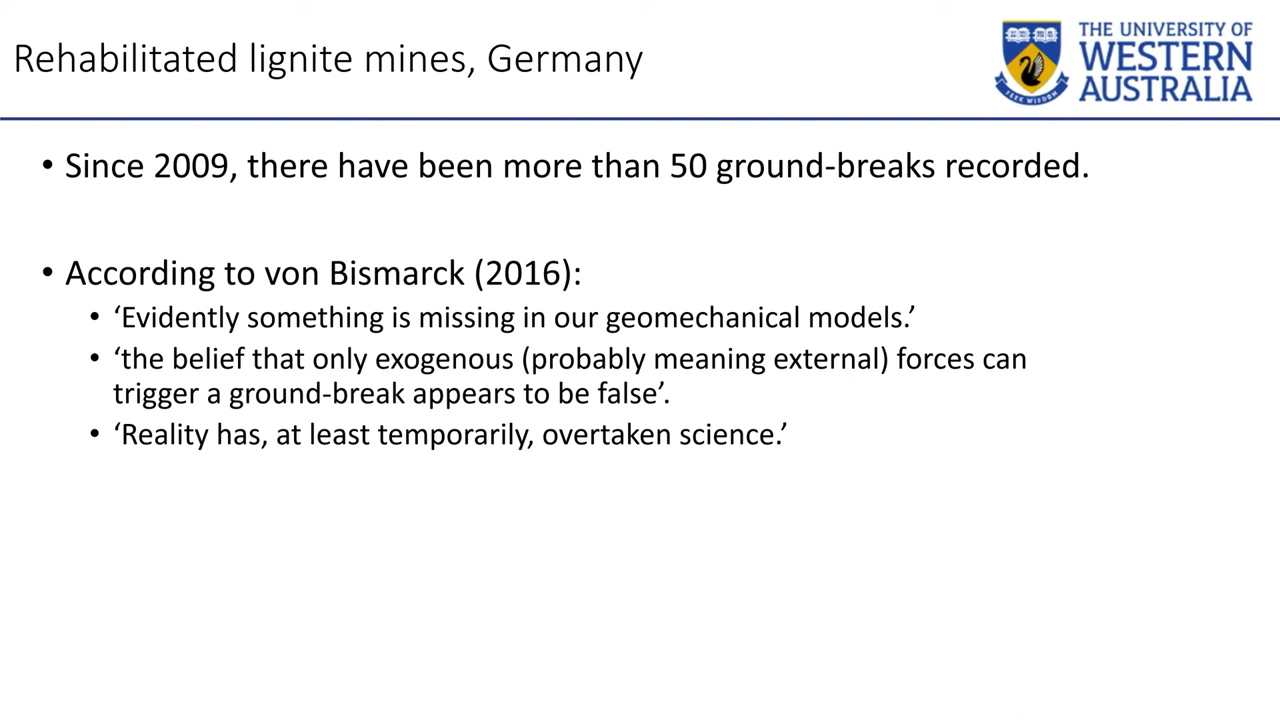 Rehabilitated lignite mines, Germany
THE UNIVERSITY OF
WESTERN
AUSTRALIA
SEEK WISDOM
• Since 2009, there have been more than 50 ground-breaks recorded.
• According to von Bismarck (2016):
• ‘Evidently something is missing in our geomechanical models.’
• ‘the belief that only exogenous (probably meaning external) forces can
trigger a ground-break appears to be false’.
• ‘Reality has, at least temporarily, overtaken science.’